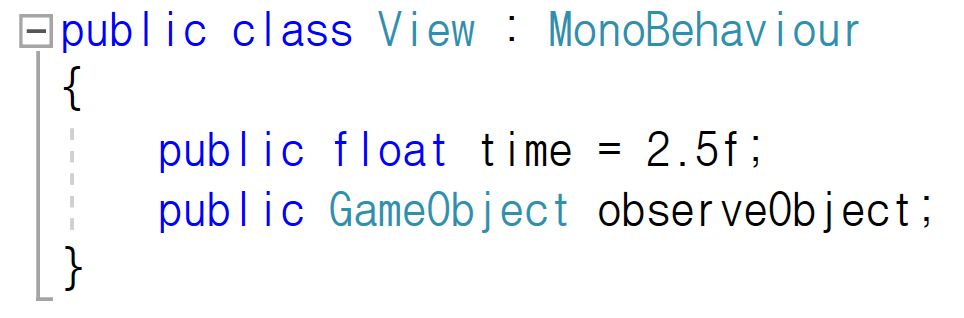 public class View : MonoBehaviour
{
public float time = 2.5f;
public GameObject observeObject;
}